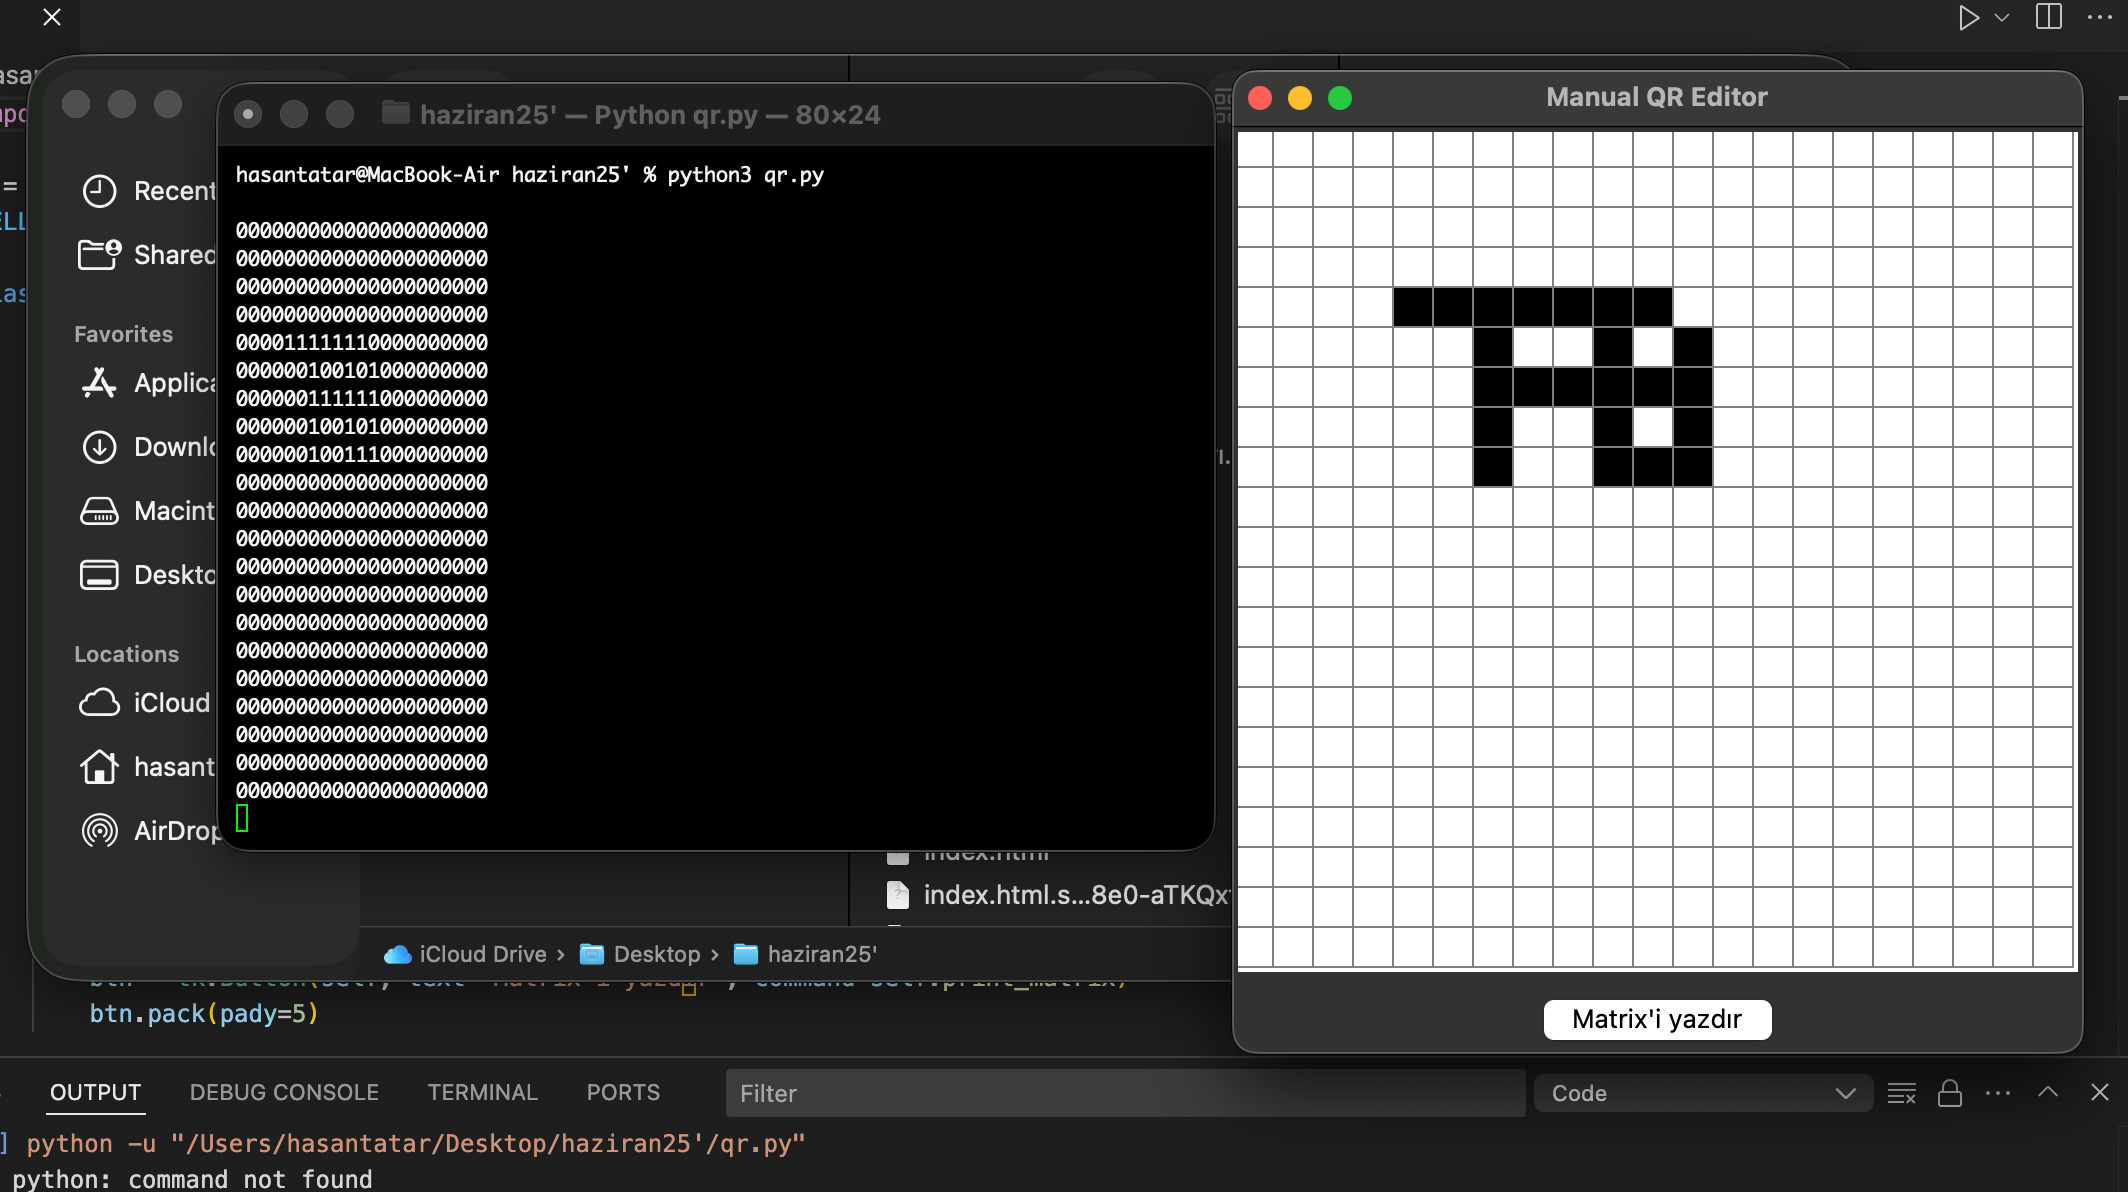 haziran25' — Python qr.py — 80×24
Manual QR Editor
hasantatar@MacBook-Air haziran25' % python3 qr.py
000000000000000000000
000000000000000000000
000000000000000000000
000000000000000000000
000011111110000000000
000000100101000000000
000000111111000000000
000000100101000000000
000000100111000000000
000000000000000000000
000000000000000000000
000000000000000000000
000000000000000000000
000000000000000000000
000000000000000000000
000000000000000000000
000000000000000000000
000000000000000000000
000000000000000000000
000000000000000000000
000000000000000000000
Recent
Shared
Favorites
Applica
Downlo
Macint
Deskto
Locations
iCloud
hasant
AirDrop
index.html
index.html.s...8e0-aTKQx
iCloud Drive › Desktop › haziran25'
btn.pack(pady=5)
Matrix'i yazdır
OUTPUT DEBUG CONSOLE TERMINAL PORTS Filter Code
] python -u "/Users/hasantatar/Desktop/haziran25'/qr.py"
python: command not found